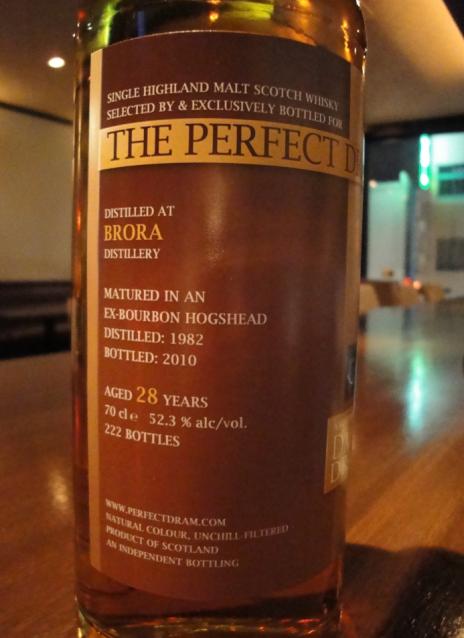 SINGLE HIGHLAND MALT SCOTCH WHISKY
SELECTED BY & EXCLUSIVELY BOTTLED FOR
THE PERFECT D
DISTILLED AT
BRORA
DISTILLERY
MATURED IN AN
EX-BOURBON HOGSHEAD
DISTILLED: 1982
BOTTLED: 2010
AGED 28 YEARS
70 cl e 52.3 % alc/vol.
222 BOTTLES
WWW.PERFECTDRAM.COM
NATURAL COLOUR, UNCHILL-FILTERED
PRODUCT OF SCOTLAND
AN INDEPENDENT BOTTLING